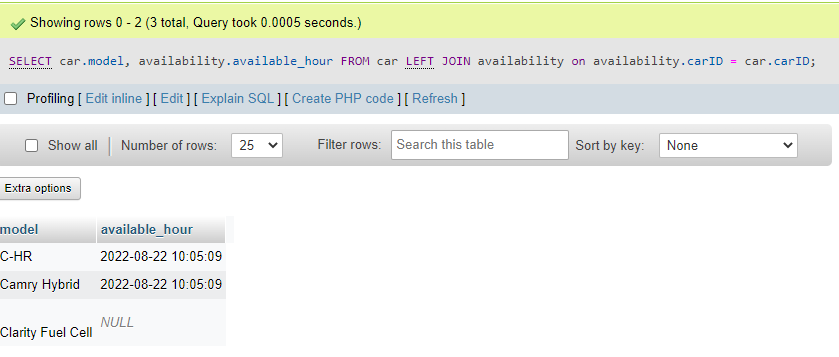 Showing rows 0 - 2 (3 total, Query took 0.0005 seconds.)
SELECT car.model, availability.available_hour FROM car LEFT JOIN availability on availability.carID = car.carID;
Profiling [ Edit inline ] [ Edit ] [ Explain SQL ] [ Create PHP code ] [ Refresh ]
Show all Number of rows: 25 Filter rows: Search this table Sort by key: None
Extra options
model available_hour
C-HR 2022-08-22 10:05:09
Camry Hybrid 2022-08-22 10:05:09
Clarity Fuel Cell NULL